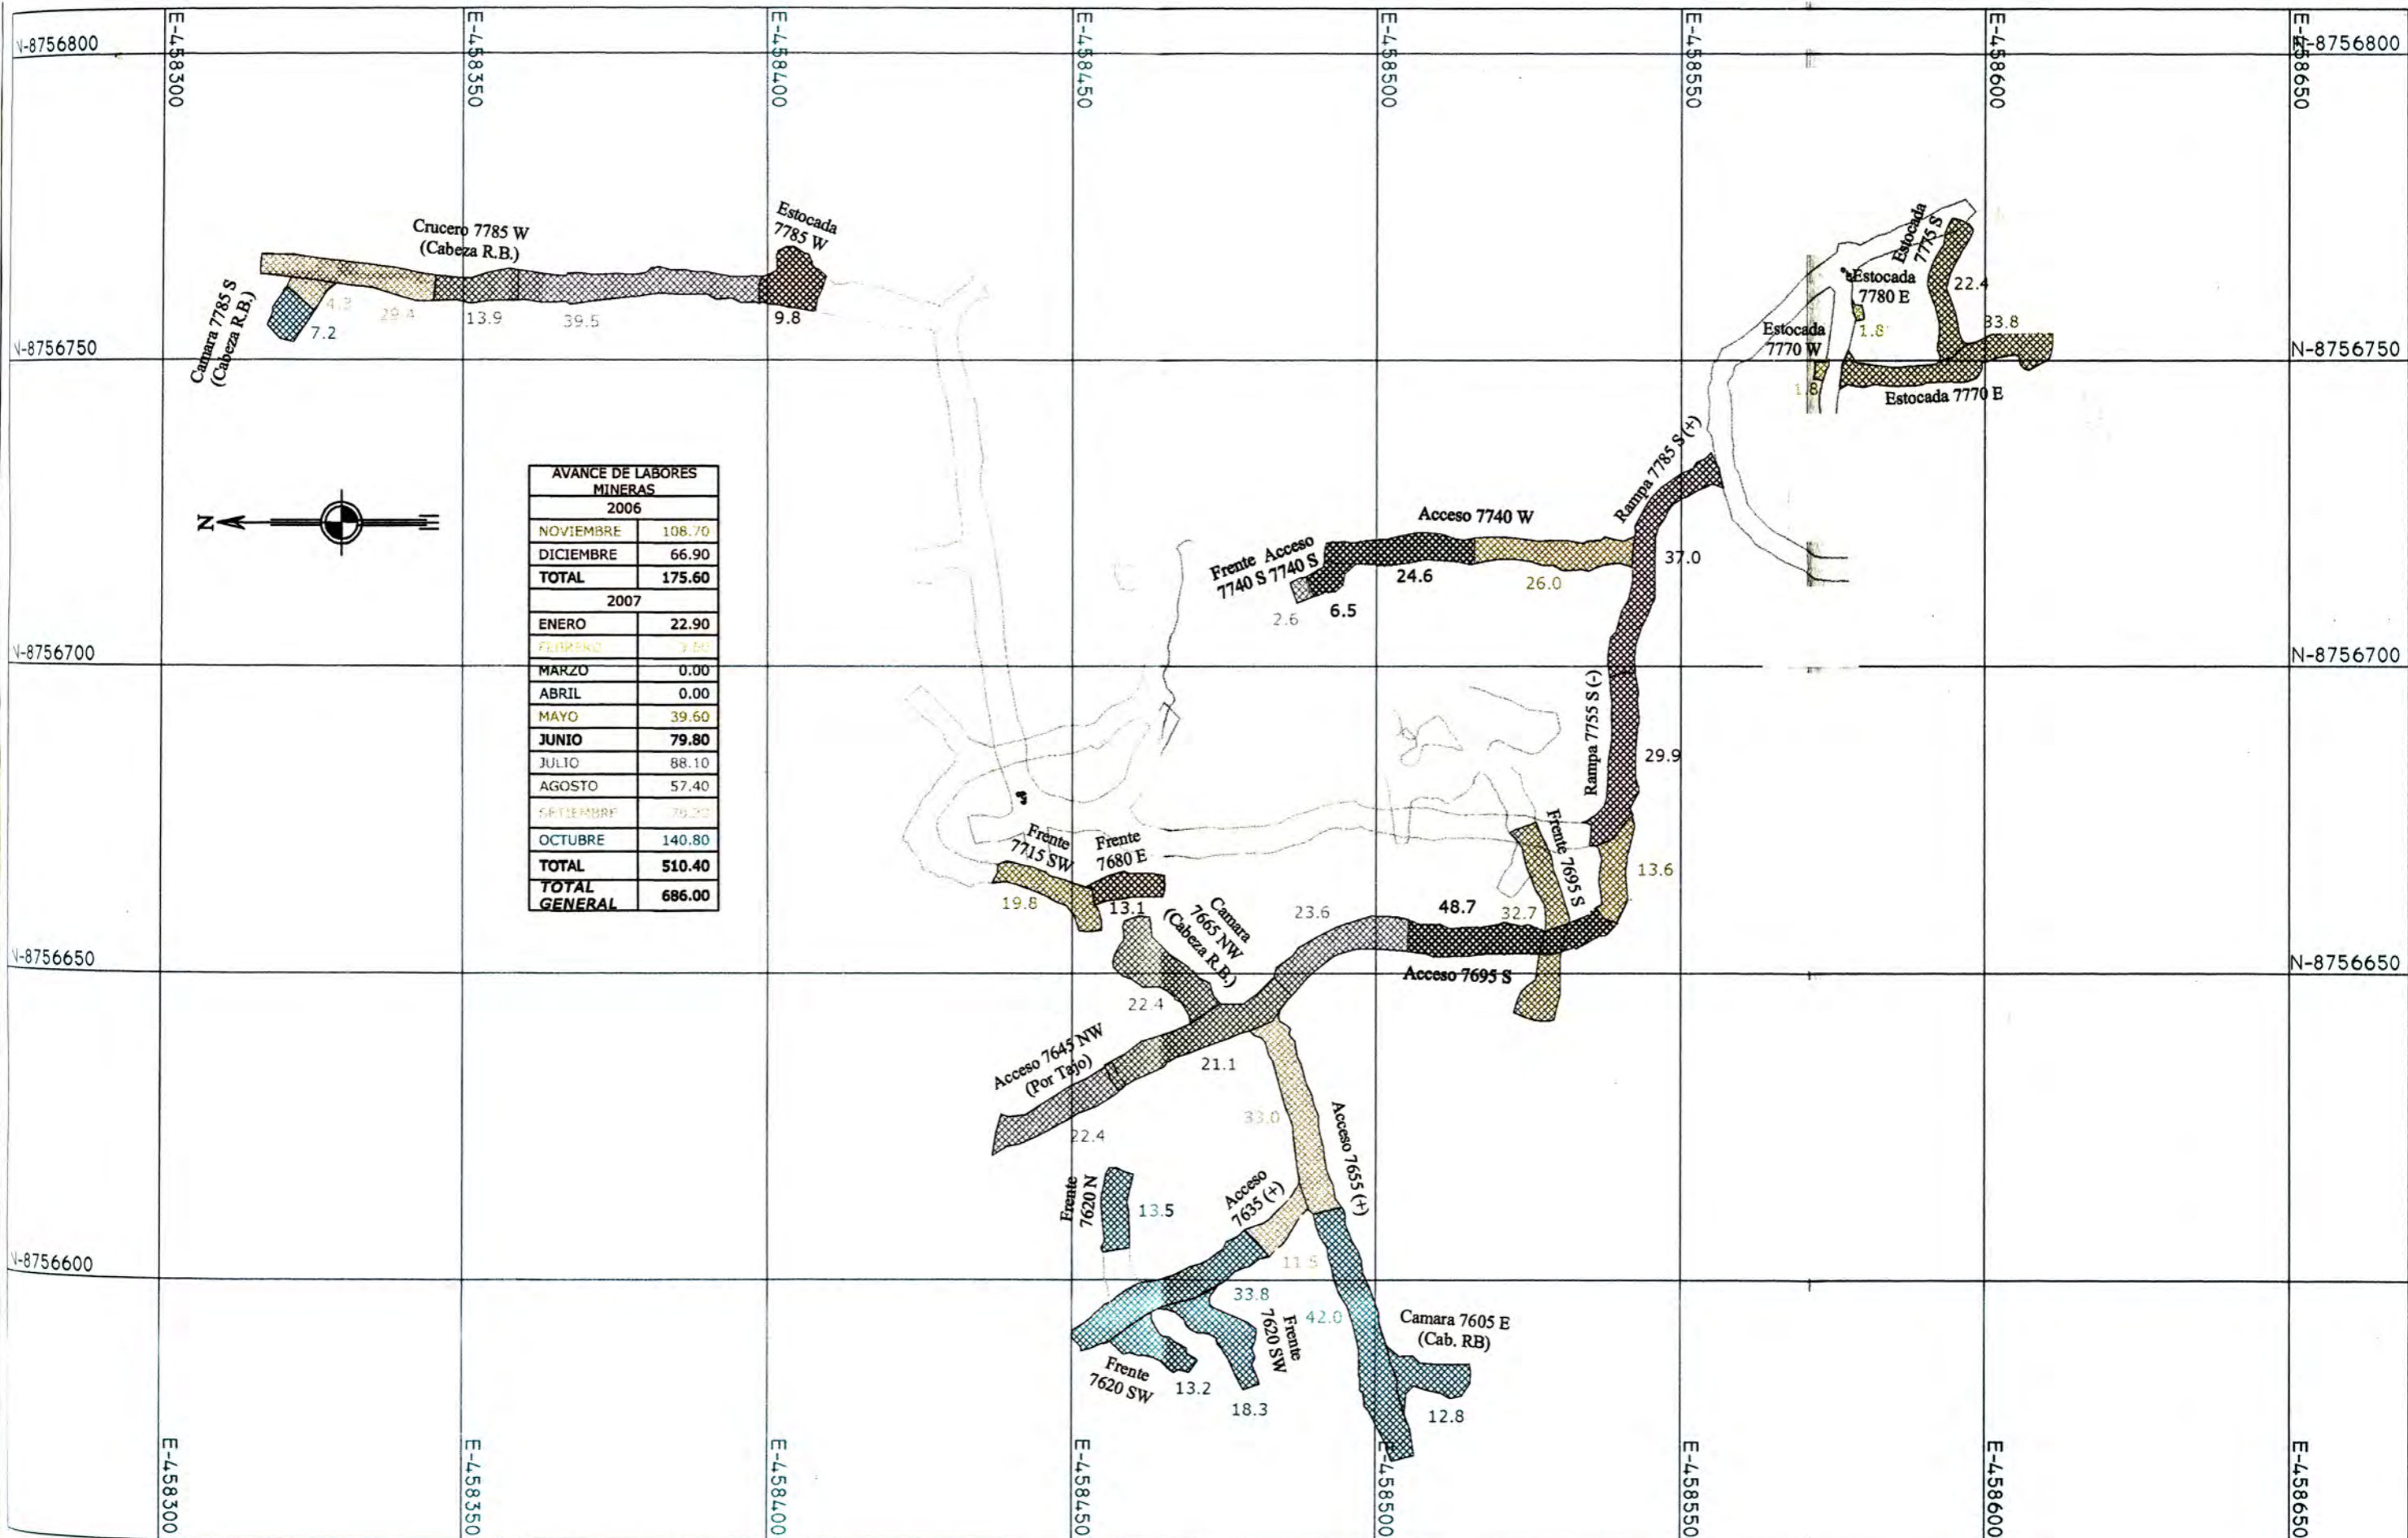 E-458300
E-458350
E-458400
E-458450
E-458500
E-458550
E-458600
E-458650
N-8756800
N-8756800
Crucero 7785 W
(Cabeza R.B.)
Estocada
7785 W
Camara 7785 S
(Cabeza R.B.)
4.3
29.4
13.9
39.5
9.8
7.2
Estocada
7775 S
Estocada
7780 E
22.4
1.8
33.8
Estocada
7770 W
1.8
Estocada 7770 E
N-8756750
N-8756750
N
AVANCE DE LABORES
MINERAS
2006
NOVIEMBRE 108.70
DICIEMBRE 66.90
TOTAL 175.60
2007
ENERO 22.90
FEBRERO
MARZO 0.00
ABRIL 0.00
MAYO 39.60
JUNIO 79.80
JULIO 88.10
AGOSTO 57.40
SETIEMBRE
OCTUBRE 140.80
TOTAL 510.40
TOTAL
GENERAL 686.00
Rampa 7785 S (+)
37.0
Acceso 7740 W
Frente Acceso
7740 S 7740 S
2.6
6.5
24.6
26.0
N-8756700
N-8756700
Rampa 7755 S (-)
29.9
Frente 7695 S
13.6
Frente
7715 SW
Frente
7680 E
19.8
13.1
Camara
7665 NW
(Cabeza R.B.)
23.6
48.7
32.7
Acceso 7695 S
22.4
N-8756650
N-8756650
Acceso 7645 NW
(Por Tajo)
21.1
22.4
33.0
Acceso 7655 (+)
Frente
7620 N
13.5
Acceso
7635 (+)
11.5
N-8756600
33.8
42.0
Frente
7620 SW
Frente
7620 SW
13.2
18.3
Camara 7605 E
(Cab. RB)
12.8
E-458300
E-458350
E-458400
E-458450
E-458500
E-458550
E-458600
E-458650